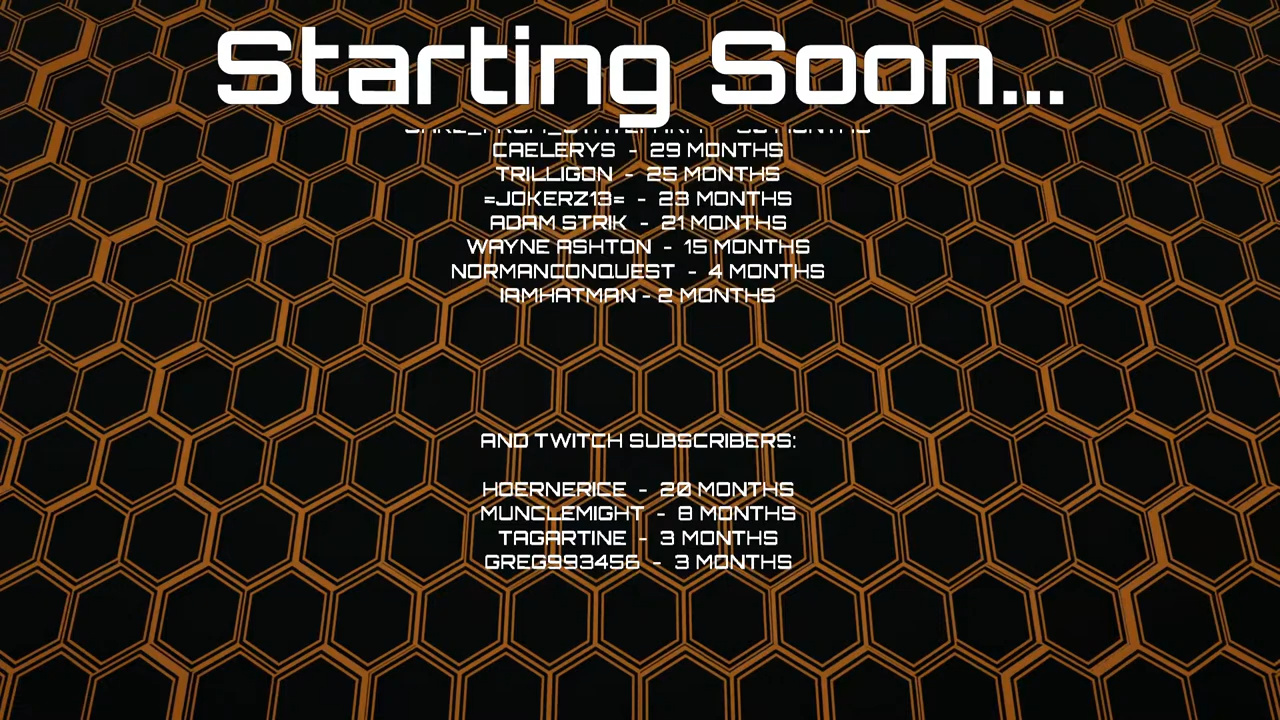 Starting Soon...
CAELERYS - 29 MONTHS
TRILLIGON - 25 MONTHS
=JOKERZ13= - 23 MONTHS
ADAM STRIK - 21 MONTHS
WAYNE ASHTON - 15 MONTHS
NORMANCONQUEST - 4 MONTHS
IAMHATMAN - 2 MONTHS
AND TWITCH SUBSCRIBERS:
HOERNERICE - 20 MONTHS
MUNCLEMIGHT - 8 MONTHS
TAGARTINE - 3 MONTHS
GREG993456 - 3 MONTHS